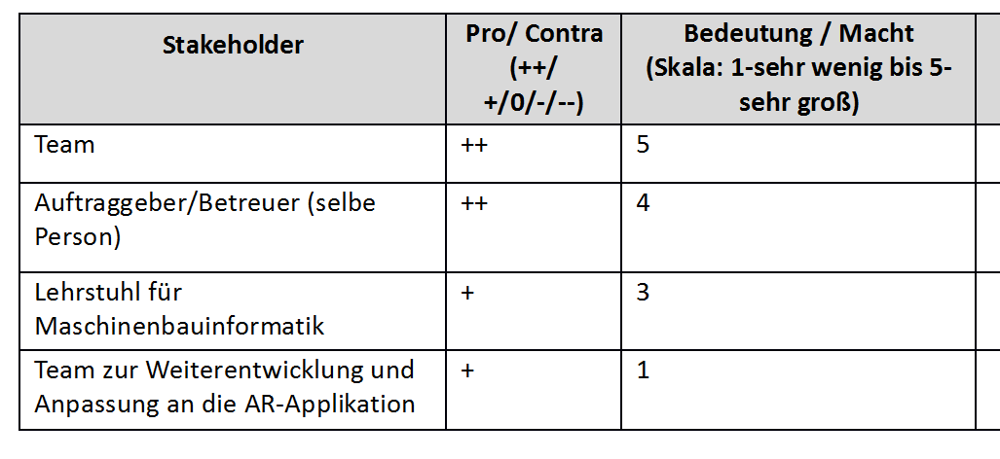 Stakeholder
Pro/ Contra
(++/
+/0/-/--)
Bedeutung / Macht
(Skala: 1-sehr wenig bis 5-
sehr groß)
Team
++
5
Auftraggeber/Betreuer (selbe
Person)
++
4
Lehrstuhl für
Maschinenbauinformatik
+
3
Team zur Weiterentwicklung und
Anpassung an die AR-Applikation
+
1